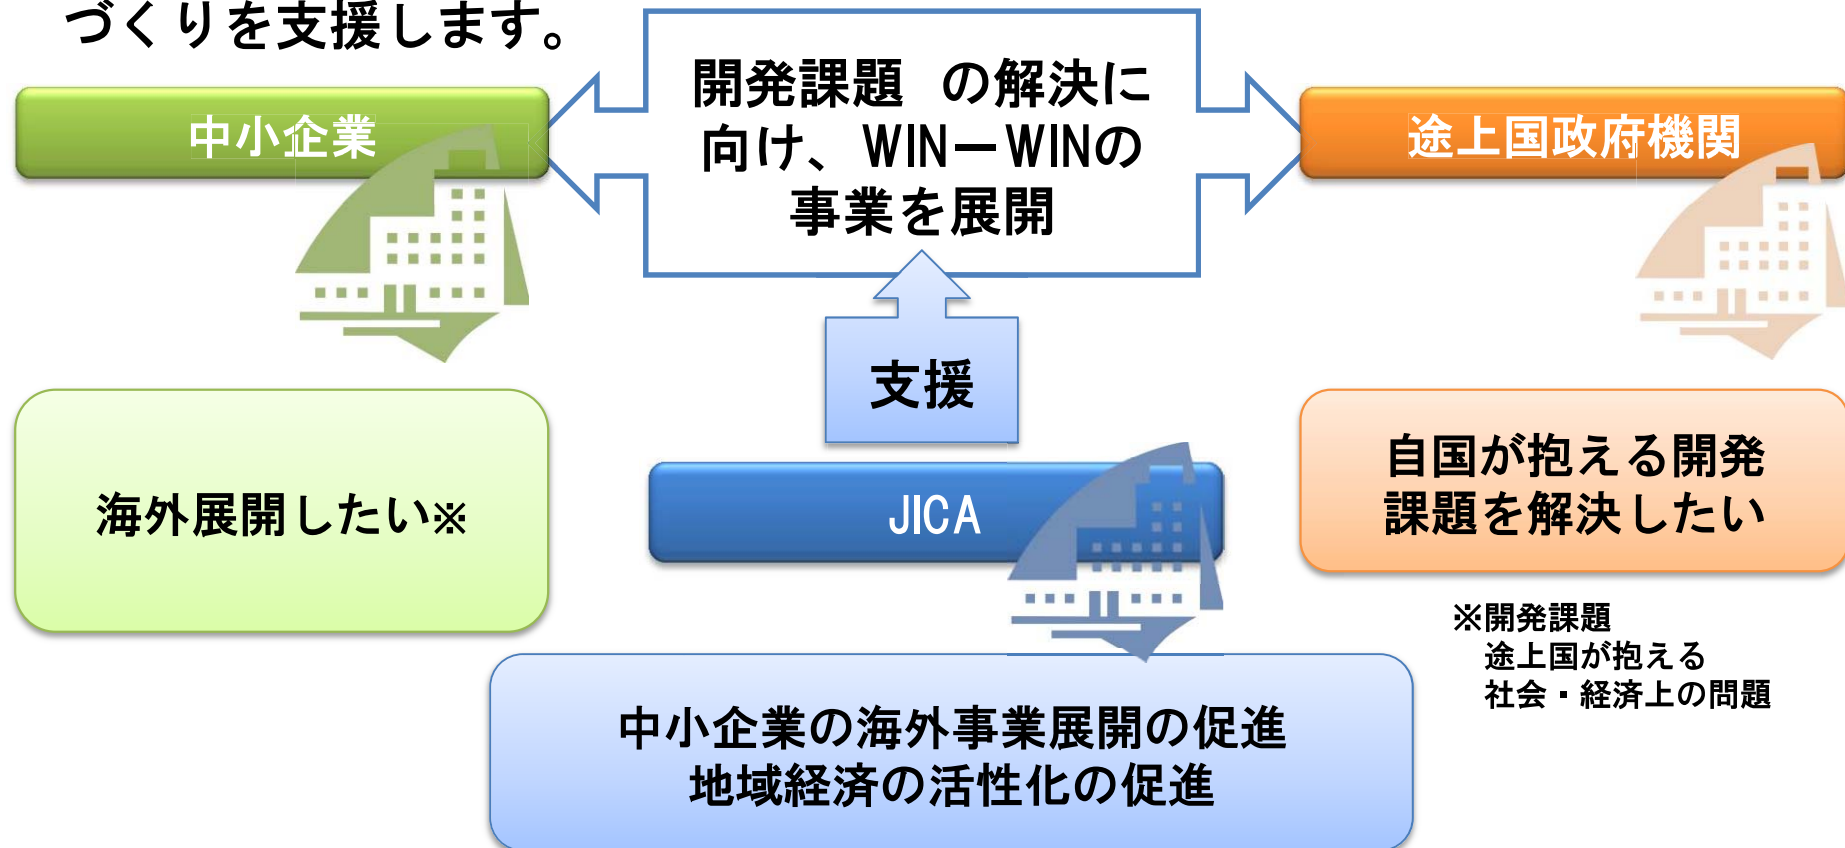 づくりを支援します。
開発課題 の解決に
向け、WIN－WINの
事業を展開
中小企業
途上国政府機関
支援
海外展開したい※
JICA
自国が抱える開発
課題を解決したい
※開発課題
途上国が抱える
社会・経済上の問題
中小企業の海外事業展開の促進
地域経済の活性化の促進